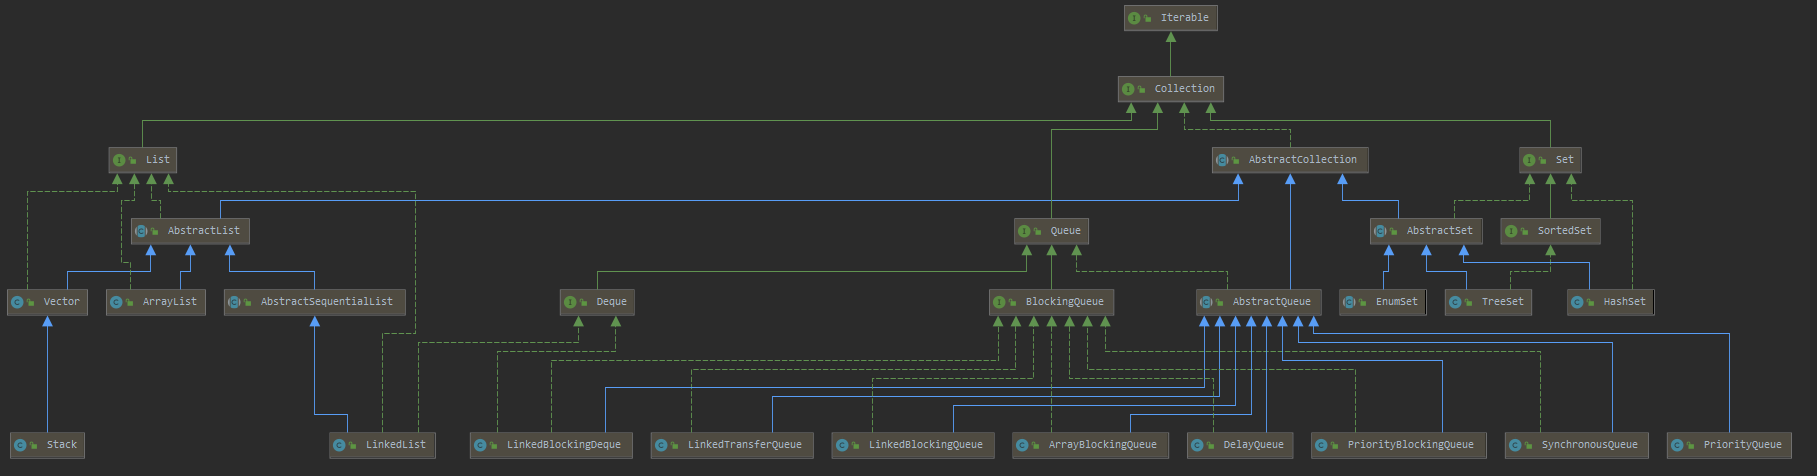 Iterable
Collection
List
AbstractCollection
Set
AbstractList
Queue
AbstractSet
SortedSet
Vector
ArrayList
AbstractSequentialList
Deque
BlockingQueue
AbstractQueue
EnumSet
TreeSet
HashSet
Stack
LinkedList
LinkedBlockingDeque
LinkedTransferQueue
LinkedBlockingQueue
ArrayBlockingQueue
DelayQueue
PriorityBlockingQueue
SynchronousQueue
PriorityQueue